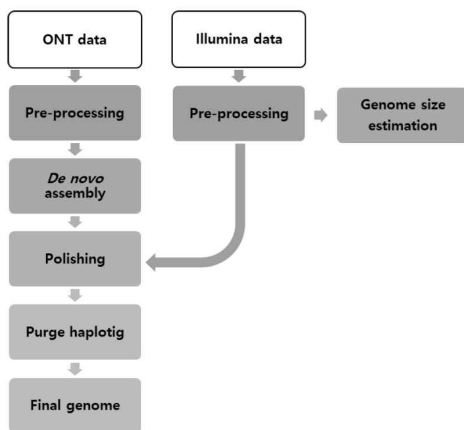 ONT data
Illumina data
Pre-processing
Pre-processing
Genome size
estimation
De novo
assembly
Polishing
Purge haplotig
Final genome